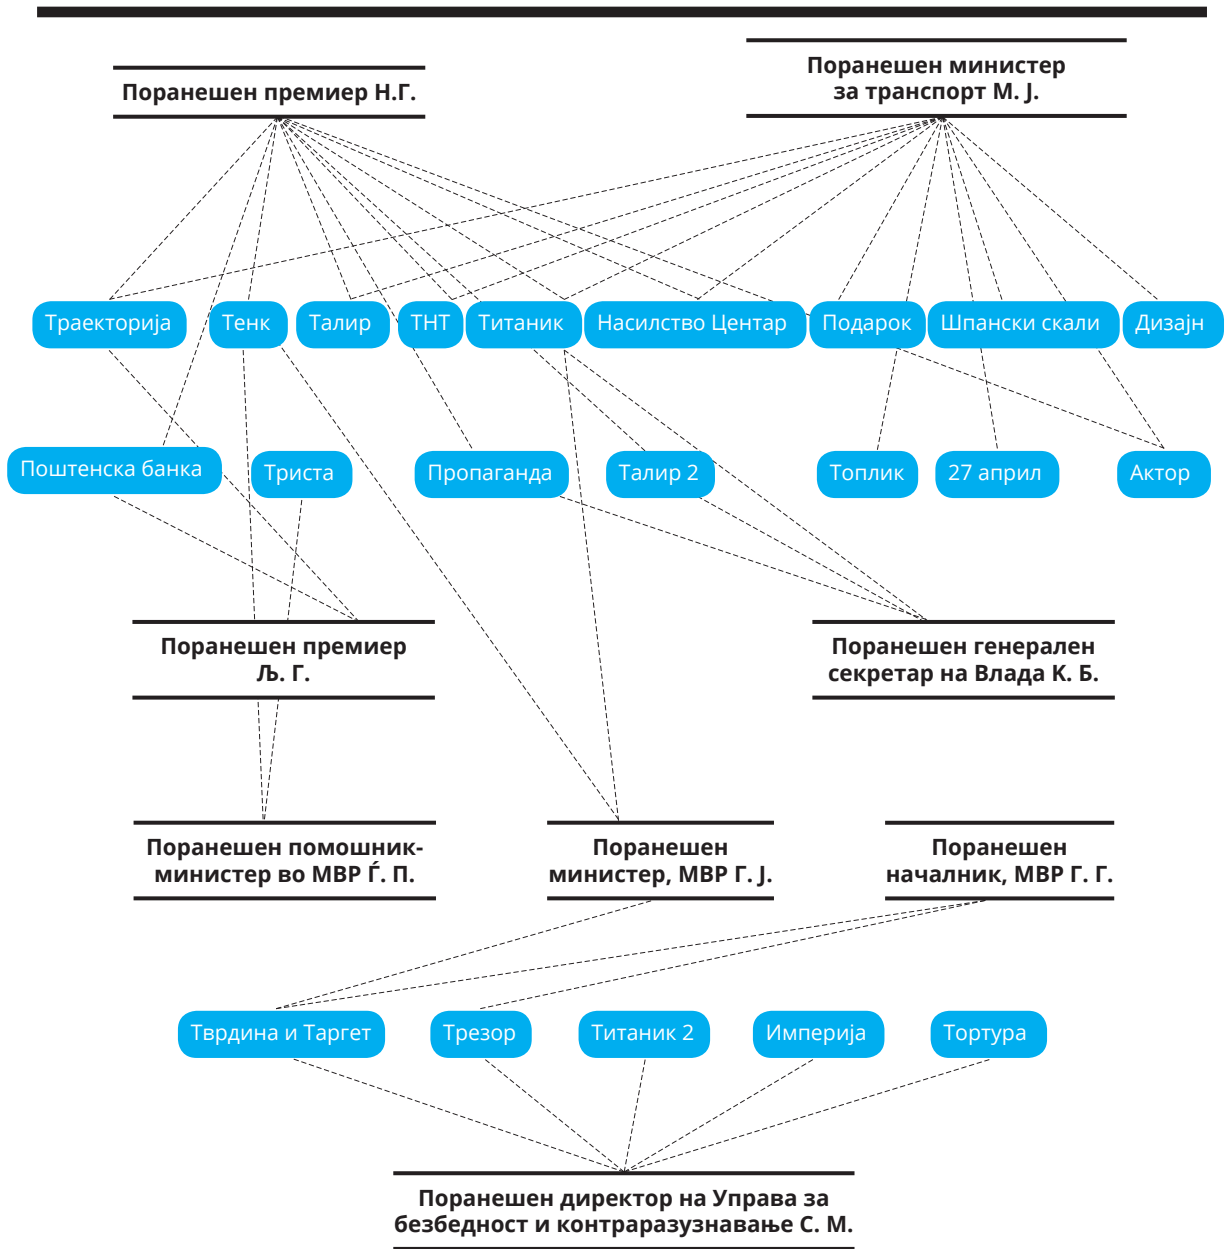 Поранешен премиер Н.Г.
Поранешен министер
за транспорт М. Ј.
Траекторија
Тенк
Талир
ТНТ
Титаник
Насилство Центар
Подарок
Шпански скали
Дизајн
Поштенска банка
Триста
Пропаганда
Талир 2
Топлик
27 април
Актор
Поранешен премиер
Љ. Г.
Поранешен генерален
секретар на Влада К. Б.
Поранешен помошник-
министер во МВР Ѓ. П.
Поранешен
министер, МВР Г. Ј.
Поранешен
началник, МВР Г. Г.
Тврдина и Таргет
Трезор
Титаник 2
Империја
Тортура
Поранешен директор на Управа за
безбедност и контраразузнавање С. М.